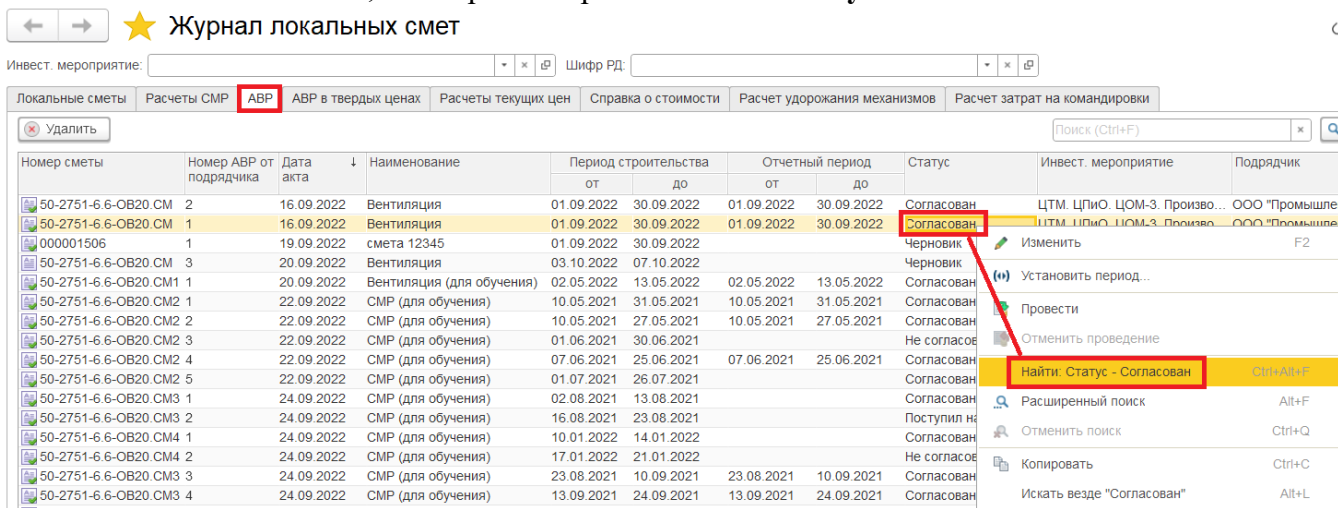 Журнал локальных смет
Инвест. мероприятие: Шифр РД:
Локальные сметы Расчеты СМР АВР АВР в твердых ценах Расчеты текущих цен Справка о стоимости Расчет удорожания механизмов Расчет затрат на командировки
Удалить Поиск (Ctrl+F)
Номер сметы Номер АВР от подрядчика Дата акта ↓ Наименование Период строительства Отчетный период Статус Инвест. мероприятие Подрядчик
от до от до
50-2751-6.6-ОВ20.СМ 2 16.09.2022 Вентиляция 01.09.2022 30.09.2022 01.09.2022 30.09.2022 Согласован ЦТМ. ЦПиО. ЦОМ-3. Произво... ООО "Промышле
50-2751-6.6-ОВ20.СМ 1 16.09.2022 Вентиляция 01.09.2022 30.09.2022 01.09.2022 30.09.2022 Согласован ЦТМ. ЦПиО. ЦОМ-3. Произво... ООО "Промышле
000001506 1 19.09.2022 смета 12345 01.09.2022 30.09.2022 Черновик
50-2751-6.6-ОВ20.СМ 3 20.09.2022 Вентиляция 03.10.2022 07.10.2022 Черновик
50-2751-6.6-ОВ20.СМ1 1 20.09.2022 Вентиляция (для обучения) 02.05.2022 13.05.2022 02.05.2022 13.05.2022 Согласован
50-2751-6.6-ОВ20.СМ2 1 22.09.2022 СМР (для обучения) 10.05.2021 31.05.2021 10.05.2021 31.05.2021 Согласован
50-2751-6.6-ОВ20.СМ2 2 22.09.2022 СМР (для обучения) 10.05.2021 27.05.2021 10.05.2021 27.05.2021 Согласован
50-2751-6.6-ОВ20.СМ2 3 22.09.2022 СМР (для обучения) 01.06.2021 30.06.2021 Не согласов
50-2751-6.6-ОВ20.СМ2 4 22.09.2022 СМР (для обучения) 07.06.2021 25.06.2021 07.06.2021 25.06.2021 Согласован
50-2751-6.6-ОВ20.СМ2 5 22.09.2022 СМР (для обучения) 01.07.2021 26.07.2021 Согласован
50-2751-6.6-ОВ20.СМ3 1 24.09.2022 СМР (для обучения) 02.08.2021 13.08.2021 Согласован
50-2751-6.6-ОВ20.СМ3 2 24.09.2022 СМР (для обучения) 16.08.2021 23.08.2021 Поступил на
50-2751-6.6-ОВ20.СМ4 1 24.09.2022 СМР (для обучения) 10.01.2022 14.01.2022 Согласован
50-2751-6.6-ОВ20.СМ4 2 24.09.2022 СМР (для обучения) 17.01.2022 21.01.2022 Не согласов
50-2751-6.6-ОВ20.СМ3 3 24.09.2022 СМР (для обучения) 23.08.2021 10.09.2021 23.08.2021 10.09.2021 Согласован
50-2751-6.6-ОВ20.СМ3 4 24.09.2022 СМР (для обучения) 13.09.2021 24.09.2021 13.09.2021 24.09.2021 Согласован
Изменить F2
Установить период...
Провести
Отменить проведение
Найти: Статус - Согласован Ctrl+Alt+F
Расширенный поиск Alt+F
Отменить поиск Ctrl+Q
Копировать Ctrl+C
Искать везде "Согласован" Alt+L